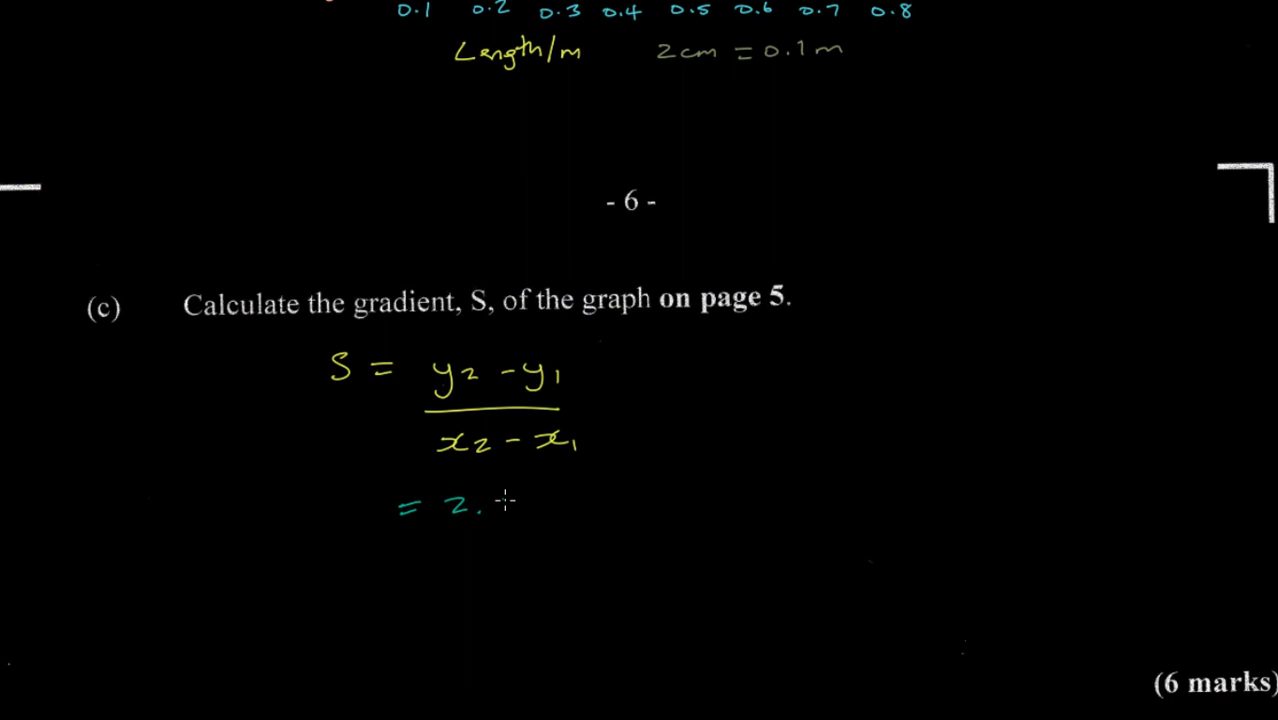 0.1 0.2 0.3 0.4 0.5 0.6 0.7 0.8
Length/m 2cm = 0.1m
- 6 -
(c) Calculate the gradient, S, of the graph on page 5.
S = y2 - y1
x2 - x1
= 2.
(6 marks)